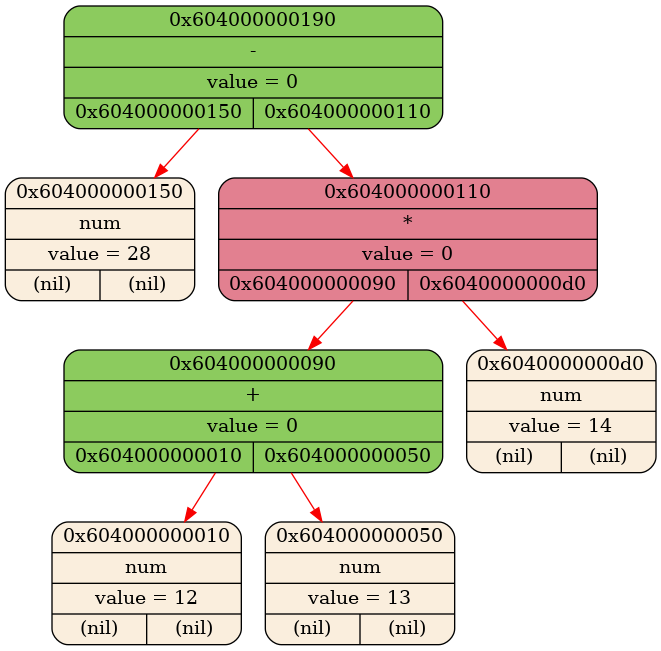 0x604000000190
-
value = 0
0x604000000150 0x604000000110
0x604000000150
num
value = 28
(nil) (nil)
0x604000000110
*
value = 0
0x604000000090 0x6040000000d0
0x604000000090
+
value = 0
0x604000000010 0x604000000050
0x6040000000d0
num
value = 14
(nil) (nil)
0x604000000010
num
value = 12
(nil) (nil)
0x604000000050
num
value = 13
(nil) (nil)